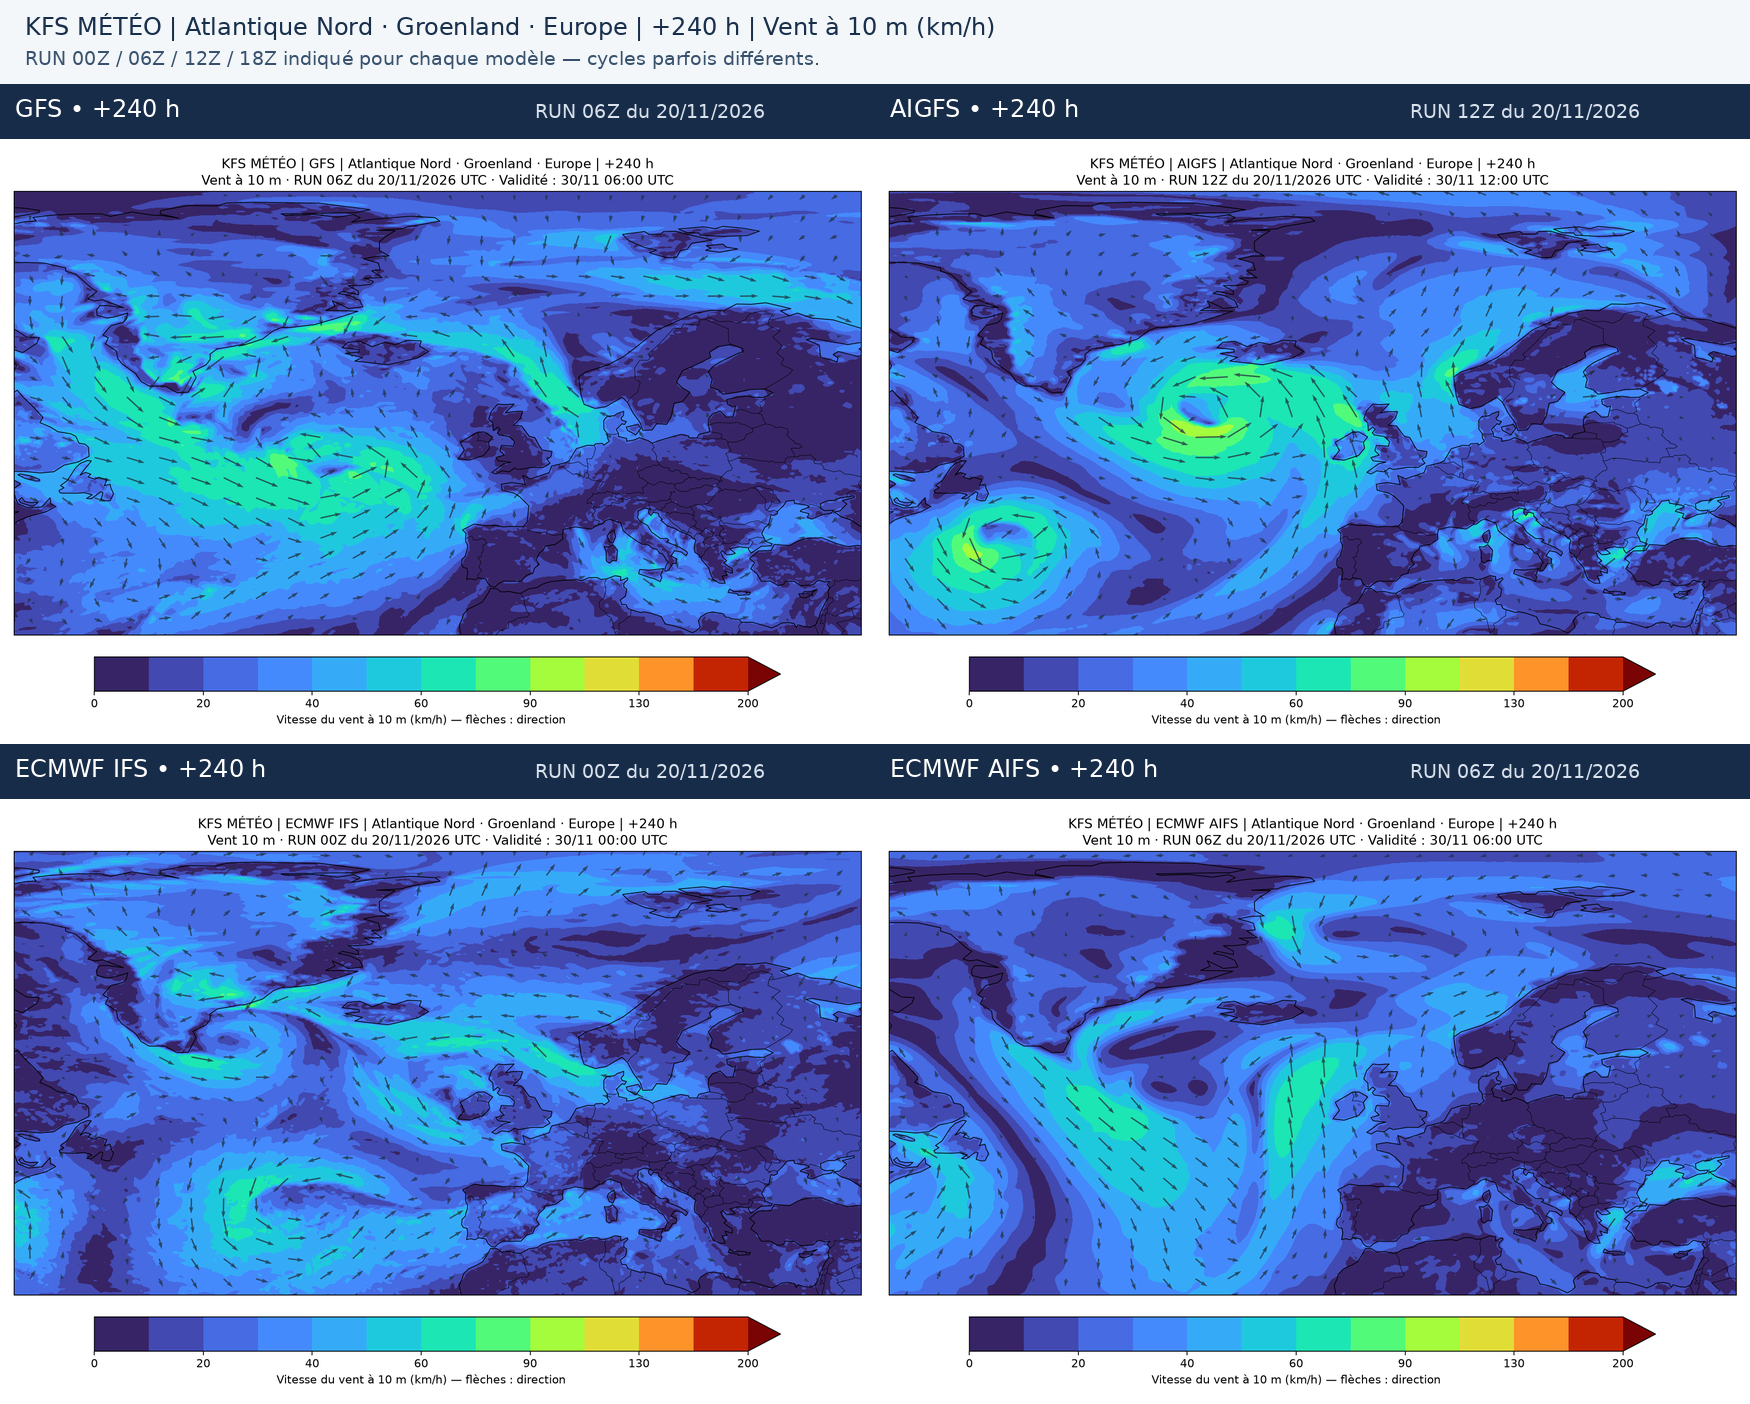 KFS MÉTÉO | Atlantique Nord · Groenland · Europe | +240 h | Vent à 10 m (km/h)
RUN 00Z / 06Z / 12Z / 18Z indiqué pour chaque modèle — cycles parfois différents.
GFS • +240 h RUN 06Z du 20/11/2026
KFS MÉTÉO | GFS | Atlantique Nord · Groenland · Europe | +240 h
Vent à 10 m · RUN 06Z du 20/11/2026 UTC · Validité : 30/11 06:00 UTC
0 20 40 60 90 130 200
Vitesse du vent à 10 m (km/h) — flèches : direction
AIGFS • +240 h RUN 12Z du 20/11/2026
KFS MÉTÉO | AIGFS | Atlantique Nord · Groenland · Europe | +240 h
Vent à 10 m · RUN 12Z du 20/11/2026 UTC · Validité : 30/11 12:00 UTC
0 20 40 60 90 130 200
Vitesse du vent à 10 m (km/h) — flèches : direction
ECMWF IFS • +240 h RUN 00Z du 20/11/2026
KFS MÉTÉO | ECMWF IFS | Atlantique Nord · Groenland · Europe | +240 h
Vent 10 m · RUN 00Z du 20/11/2026 UTC · Validité : 30/11 00:00 UTC
0 20 40 60 90 130 200
Vitesse du vent à 10 m (km/h) — flèches : direction
ECMWF AIFS • +240 h RUN 06Z du 20/11/2026
KFS MÉTÉO | ECMWF AIFS | Atlantique Nord · Groenland · Europe | +240 h
Vent 10 m · RUN 06Z du 20/11/2026 UTC · Validité : 30/11 06:00 UTC
0 20 40 60 90 130 200
Vitesse du vent à 10 m (km/h) — flèches : direction